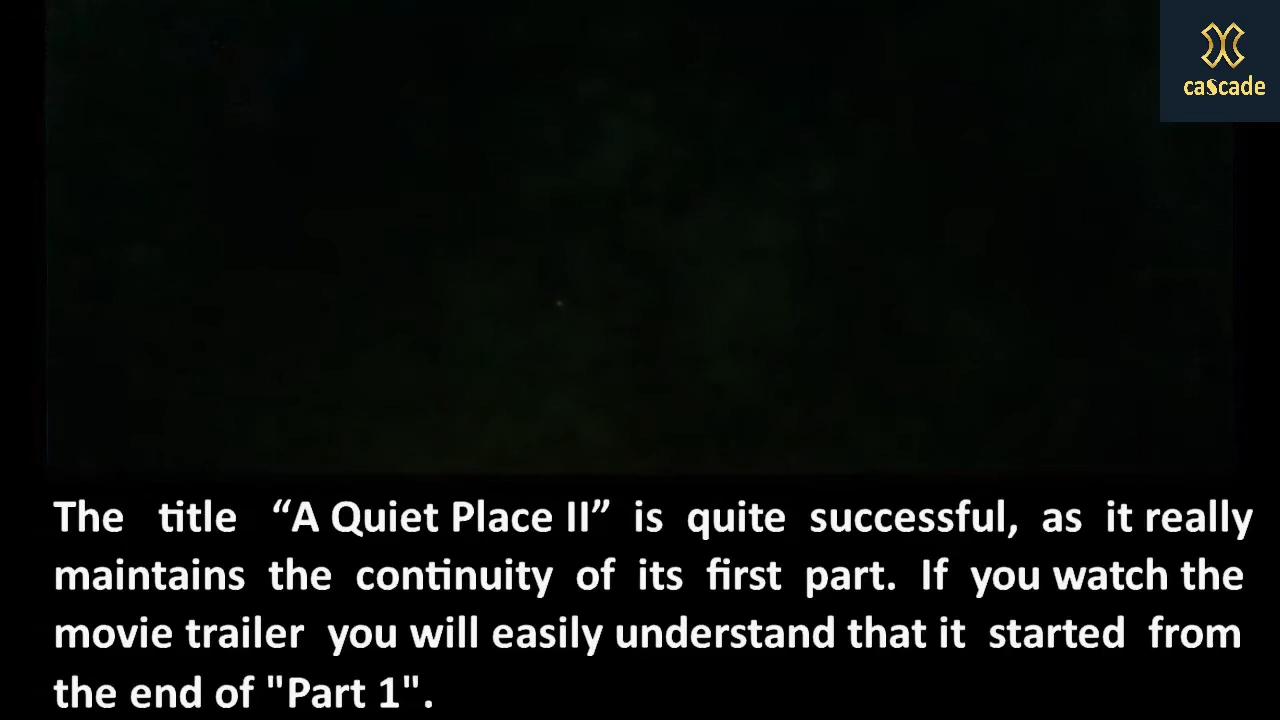 cascade
The title “A Quiet Place II” is quite successful, as it really
maintains the continuity of its first part. If you watch the
movie trailer you will easily understand that it started from
the end of "Part 1".